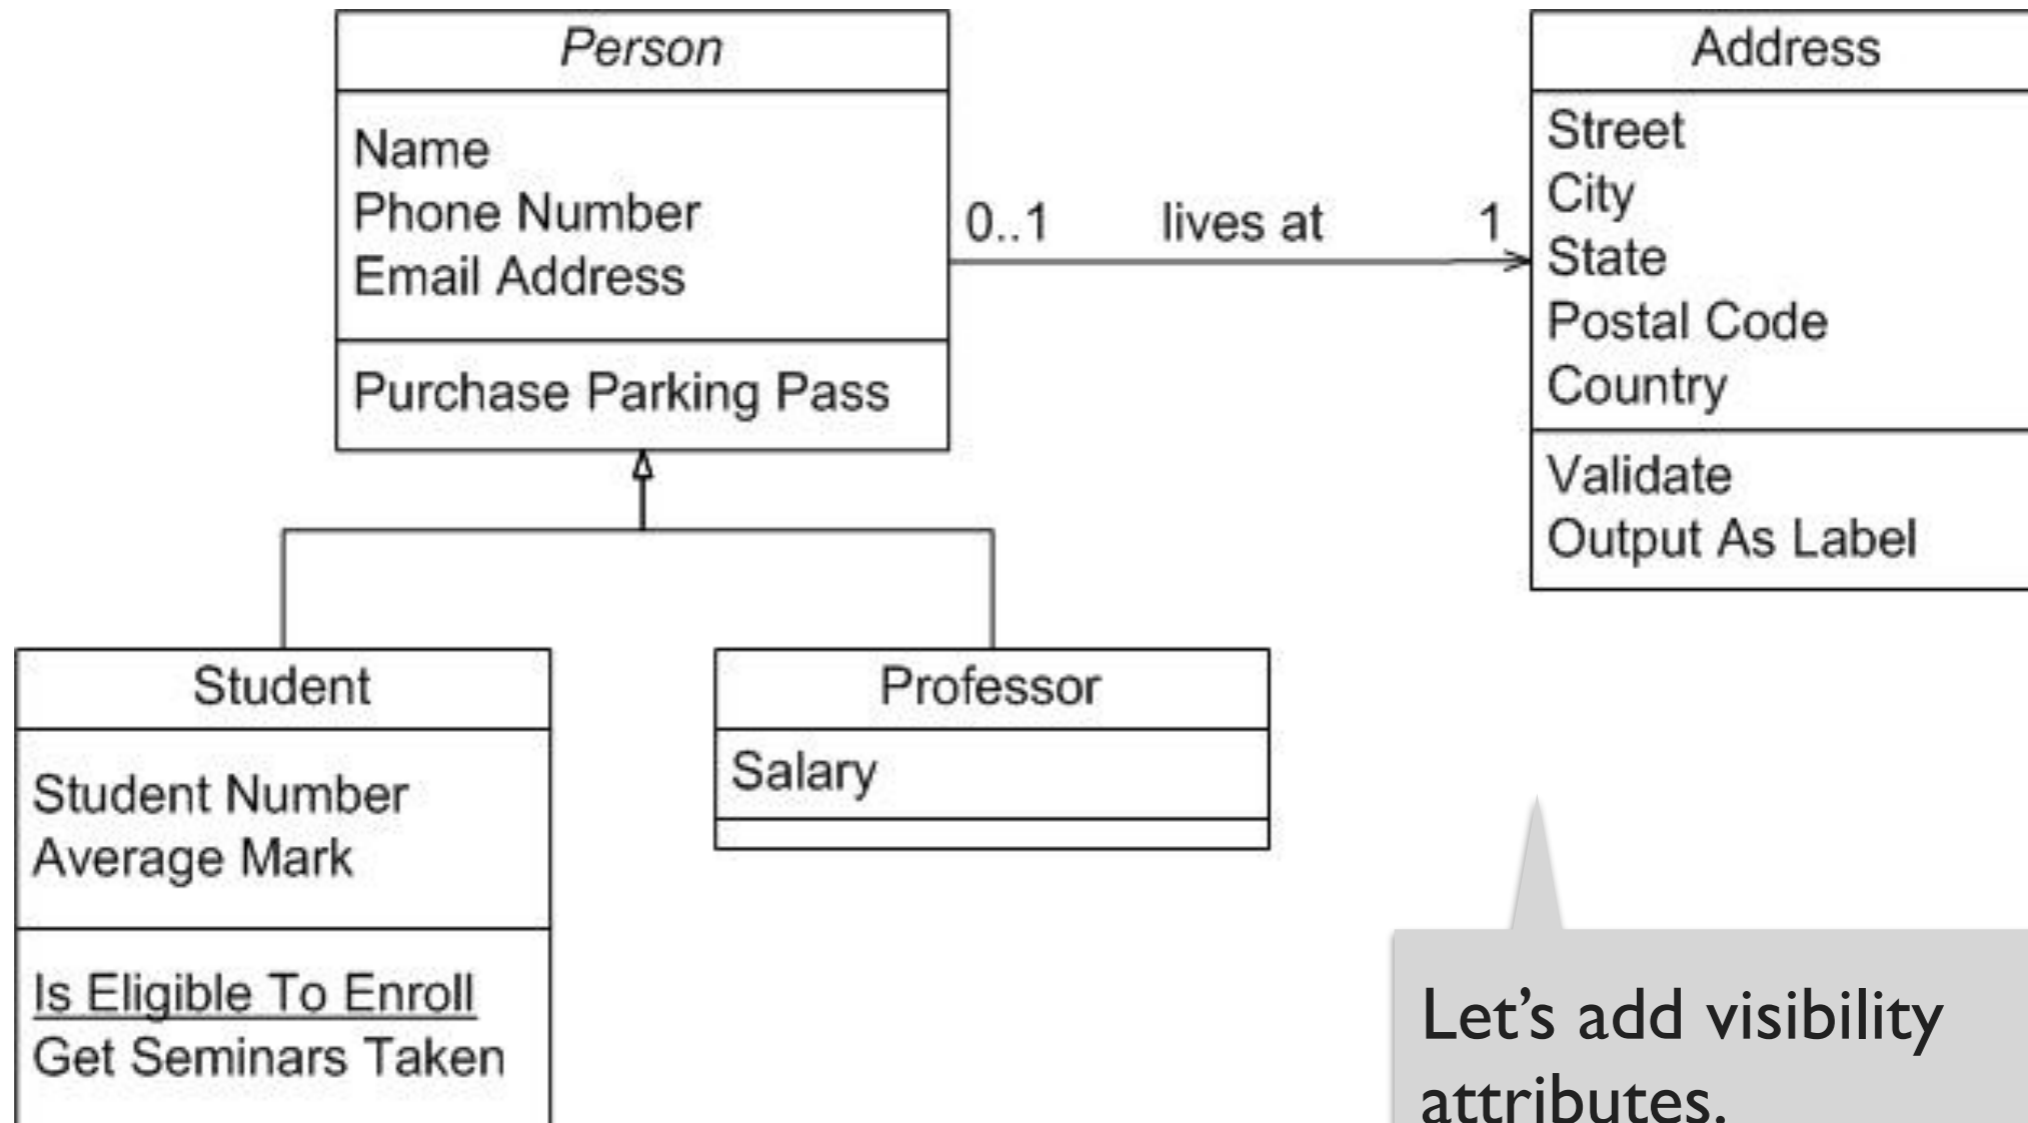 Person
Name
Phone Number
Email Address
Purchase Parking Pass
0..1 lives at 1
Address
Street
City
State
Postal Code
Country
Validate
Output As Label
Student
Student Number
Average Mark
Is Eligible To Enroll
Get Seminars Taken
Professor
Salary
Let’s add visibility
attributes.